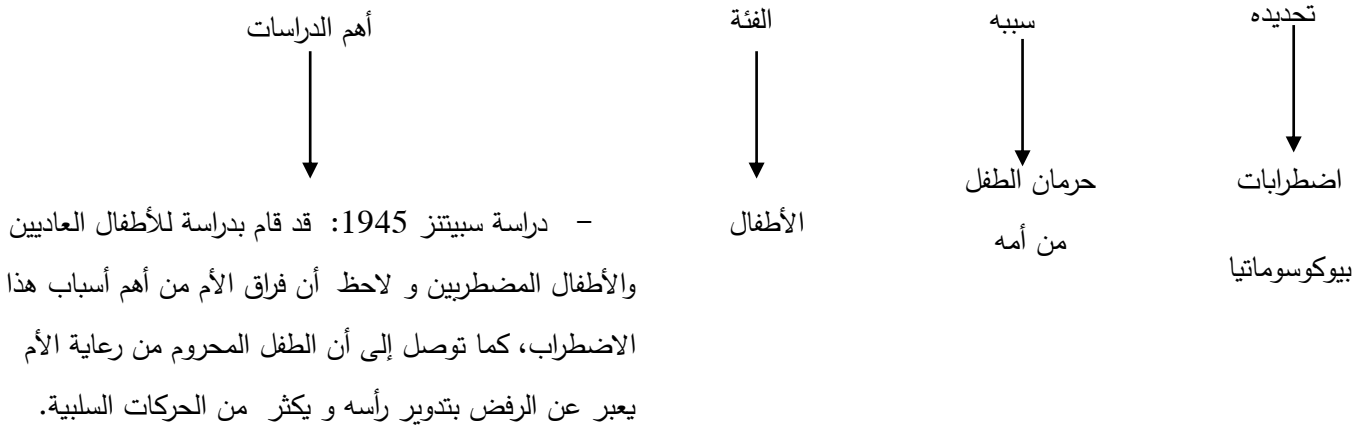 تحديده
سببه
الفئة
أهم الدراسات
اضطرابات
بيوكوسوماتيا
حرمان الطفل
من أمه
الأطفال
- دراسة سبيتنز 1945: قد قام بدراسة للأطفال العاديين
والأطفال المضطربين و لاحظ أن فراق الأم من أهم أسباب هذا
الاضطراب، كما توصل إلى أن الطفل المحروم من رعاية الأم
يعبر عن الرفض بتدوير رأسه و يكثر من الحركات السلبية.